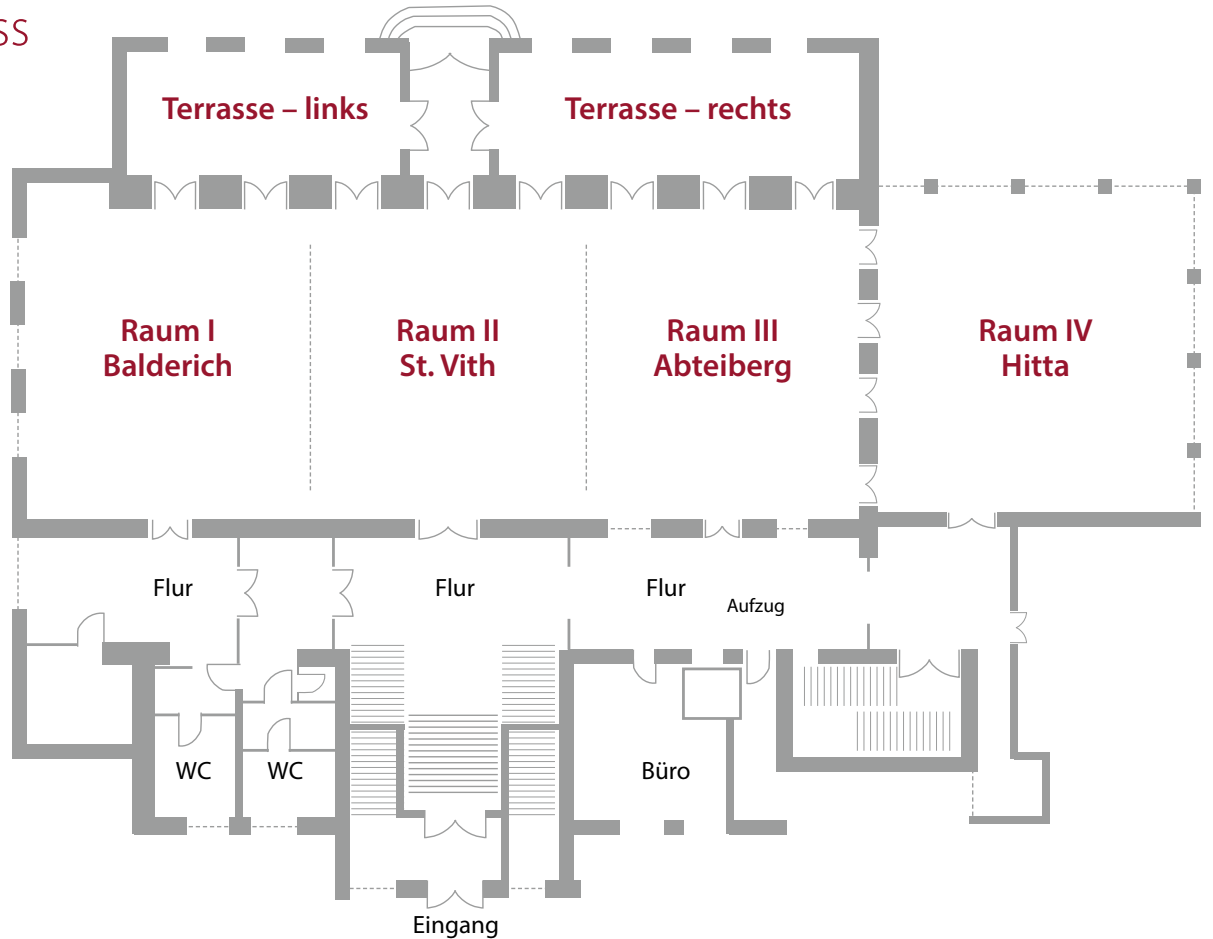 SS
Terrasse – links
Terrasse – rechts
Raum I
Balderich
Raum II
St. Vith
Raum III
Abteiberg
Raum IV
Hitta
Flur
Flur
Flur
Aufzug
WC
WC
Büro
Eingang